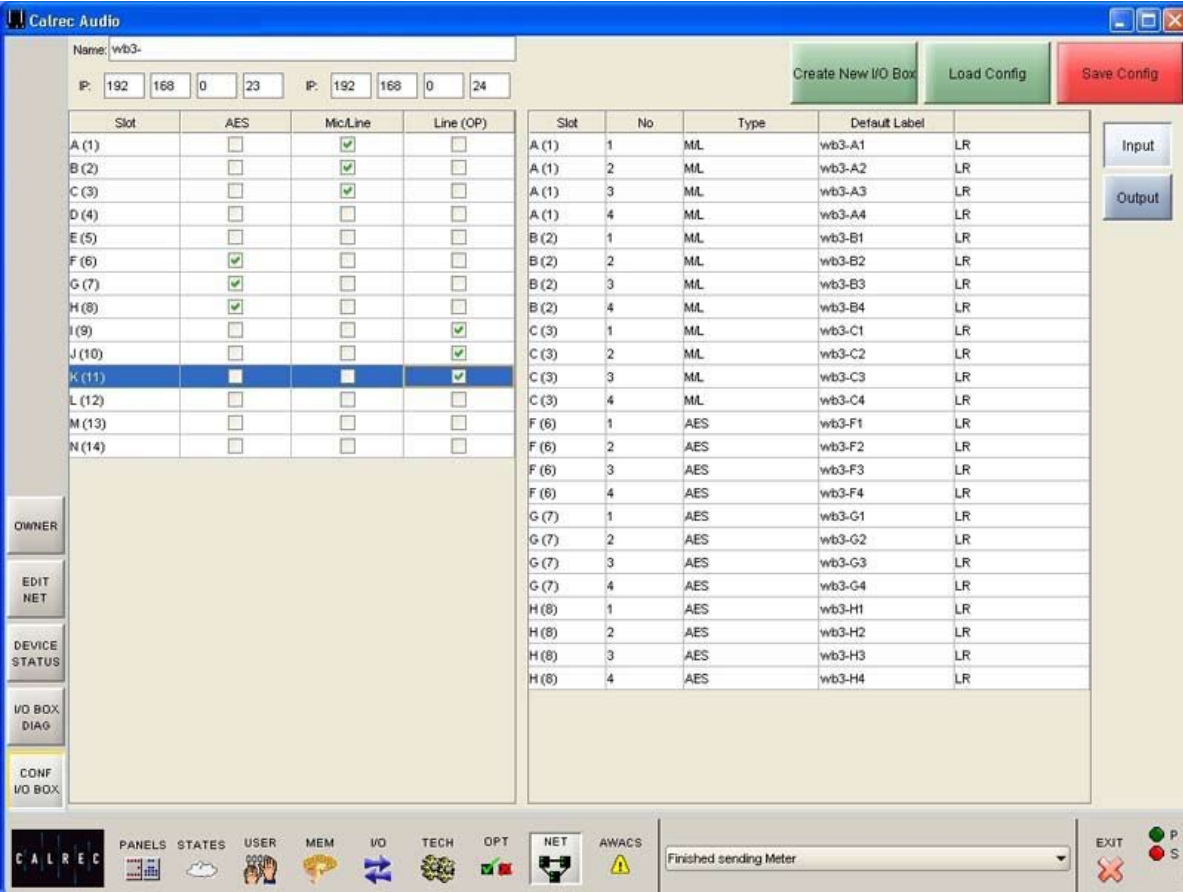 Calrec Audio
Name: wb3-
IP: 192 168 0 23 IP: 192 168 0 24
Create New I/O Box Load Config Save Config
Slot AES Mic/Line Line (OP)
A (1)
B (2)
C (3)
D (4)
E (5)
F (6)
G (7)
H (8)
I (9)
J (10)
K (11)
L (12)
M (13)
N (14)
Slot No Type Default Label
A (1) 1 M/L wb3-A1 LR
A (1) 2 M/L wb3-A2 LR
A (1) 3 M/L wb3-A3 LR
A (1) 4 M/L wb3-A4 LR
B (2) 1 M/L wb3-B1 LR
B (2) 2 M/L wb3-B2 LR
B (2) 3 M/L wb3-B3 LR
B (2) 4 M/L wb3-B4 LR
C (3) 1 M/L wb3-C1 LR
C (3) 2 M/L wb3-C2 LR
C (3) 3 M/L wb3-C3 LR
C (3) 4 M/L wb3-C4 LR
F (6) 1 AES wb3-F1 LR
F (6) 2 AES wb3-F2 LR
F (6) 3 AES wb3-F3 LR
F (6) 4 AES wb3-F4 LR
G (7) 1 AES wb3-G1 LR
G (7) 2 AES wb3-G2 LR
G (7) 3 AES wb3-G3 LR
G (7) 4 AES wb3-G4 LR
H (8) 1 AES wb3-H1 LR
H (8) 2 AES wb3-H2 LR
H (8) 3 AES wb3-H3 LR
H (8) 4 AES wb3-H4 LR
Input
Output
OWNER
EDIT
NET
DEVICE
STATUS
I/O BOX
DIAG
CONF
I/O BOX
CALREC
PANELS STATES USER MEM I/O TECH OPT NET AWACS
Finished sending Meter
EXIT
P
S